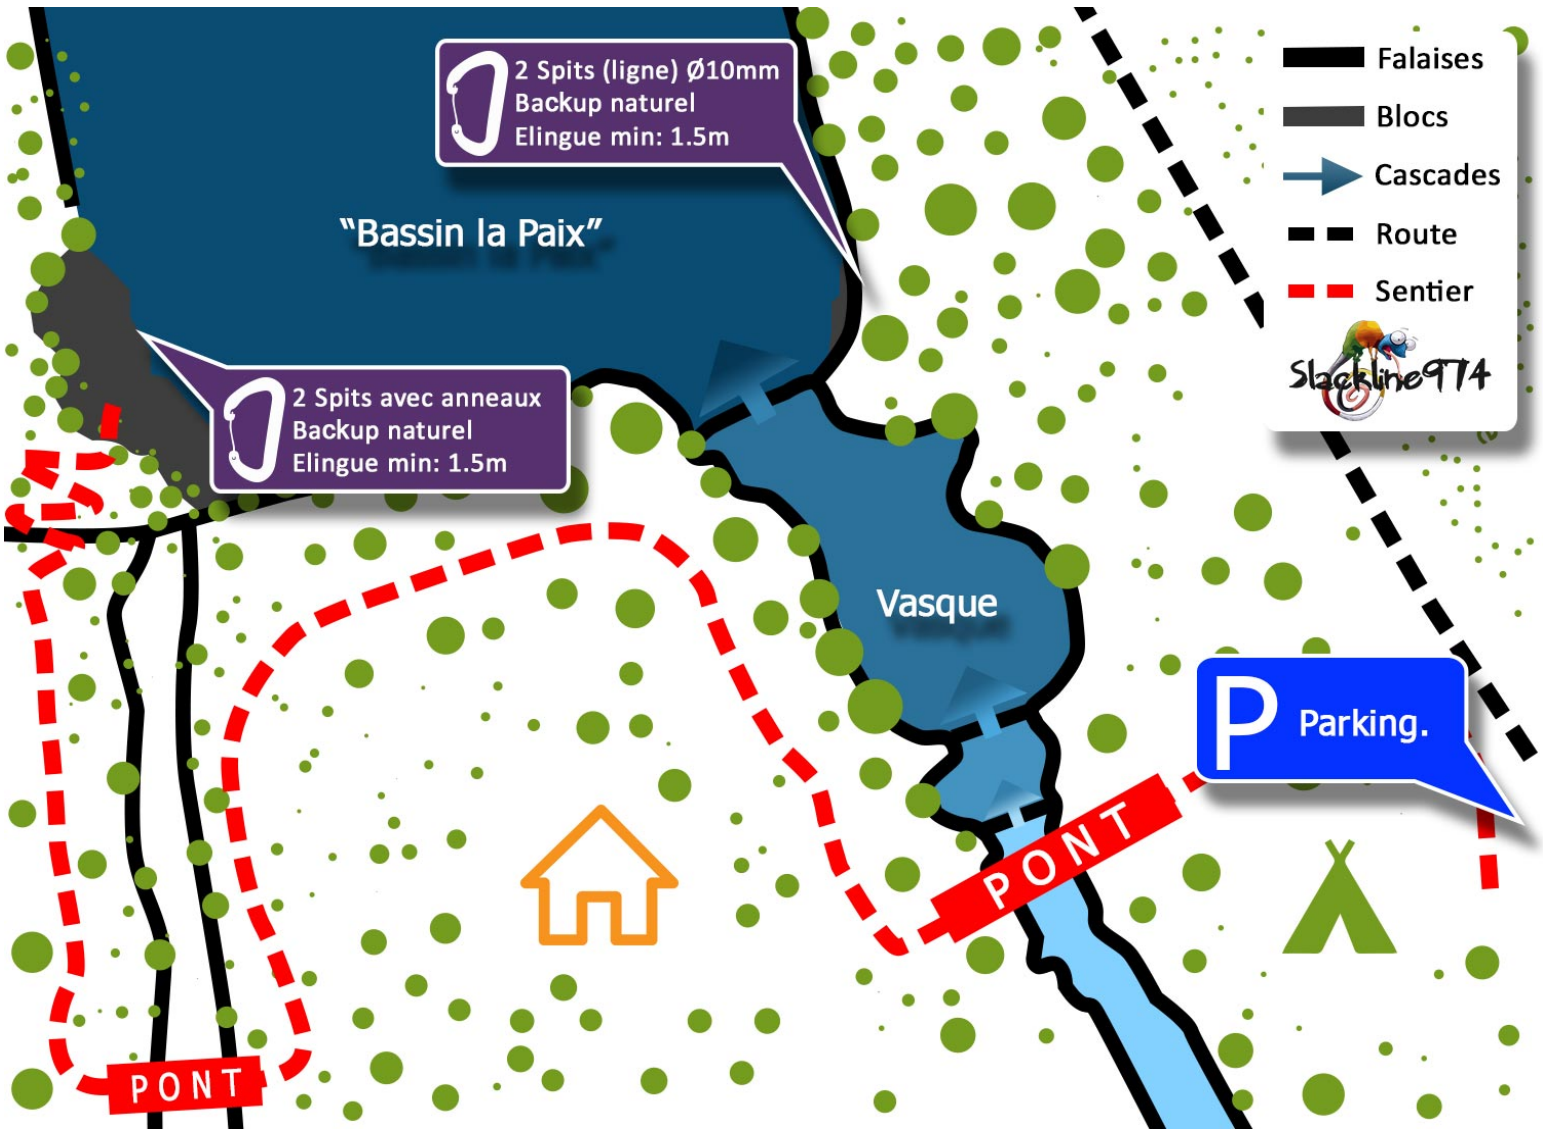 2 Spits (ligne) Ø10mm
Backup naturel
Elingue min: 1.5m
Falaises
Blocs
Cascades
Route
Sentier
Slackline974
“Bassin la Paix”
2 Spits avec anneaux
Backup naturel
Elingue min: 1.5m
Vasque
P Parking.
PONT
PONT